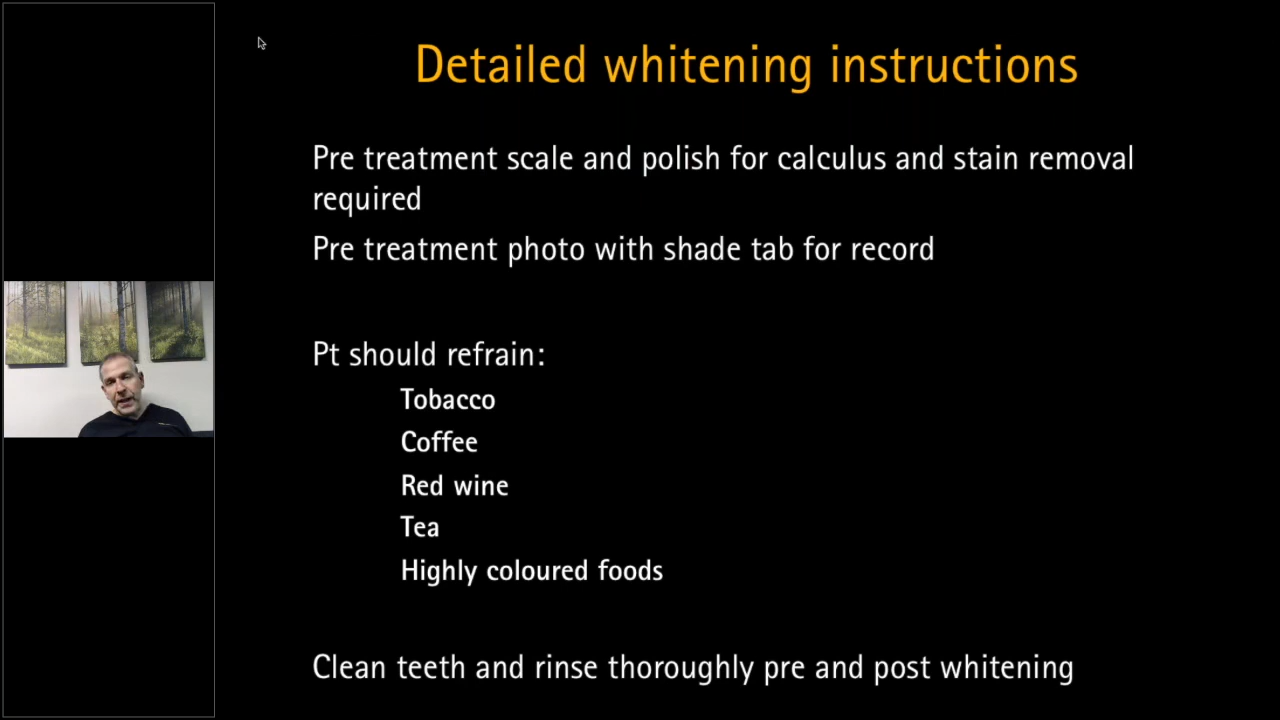 Detailed whitening instructions
Pre treatment scale and polish for calculus and stain removal
required
Pre treatment photo with shade tab for record
Pt should refrain:
Tobacco
Coffee
Red wine
Tea
Highly coloured foods
Clean teeth and rinse thoroughly pre and post whitening